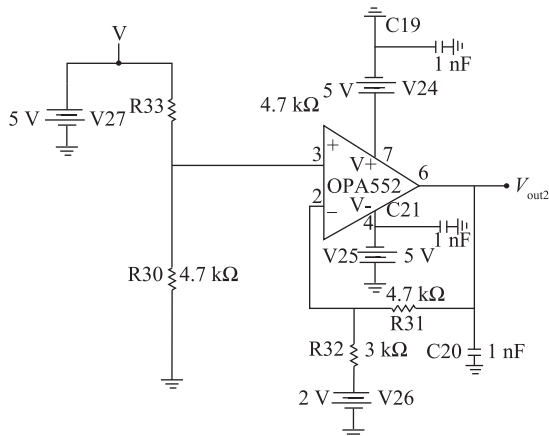 C19
V
1 nF
5 V V24
R33 4.7 kΩ
5 V V27
3 + V+ 7
6
OPA552
V_out2
2 − V- C21
4
1 nF
V25 5 V
R30 4.7 kΩ
4.7 kΩ
R31
R32 3 kΩ C20 1 nF
2 V V26